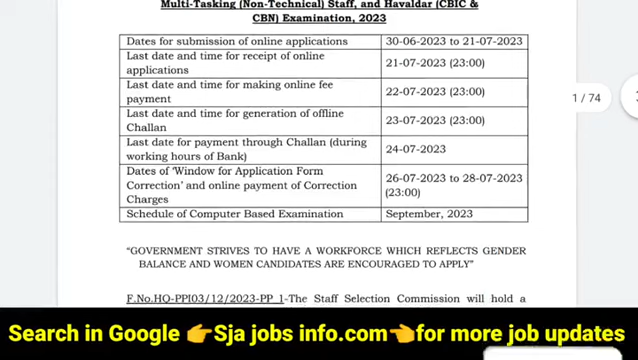 Multi-Tasking (Non-Technical) Staff, and Havaldar (CBIC &
CBN) Examination, 2023
Dates for submission of online applications 30-06-2023 to 21-07-2023
Last date and time for receipt of online
applications 21-07-2023 (23:00)
Last date and time for making online fee
payment 22-07-2023 (23:00)
Last date and time for generation of offline
Challan 23-07-2023 (23:00)
Last date for payment through Challan (during
working hours of Bank) 24-07-2023
Dates of ‘Window for Application Form
Correction’ and online payment of Correction
Charges 26-07-2023 to 28-07-2023
(23:00)
Schedule of Computer Based Examination September, 2023
1 / 74
“GOVERNMENT STRIVES TO HAVE A WORKFORCE WHICH REFLECTS GENDER
BALANCE AND WOMEN CANDIDATES ARE ENCOURAGED TO APPLY”
F.No.HQ-PPI03/12/2023-PP_1-The Staff Selection Commission will hold a
Search in Google 👉Sja jobs info.com👈for more job updates